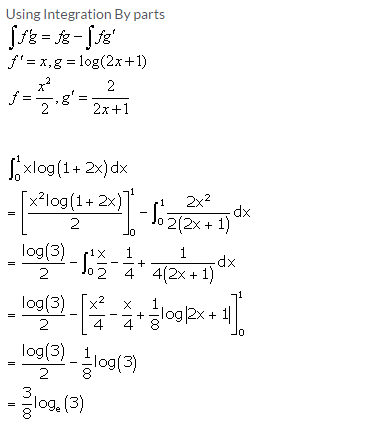 Using Integration By parts
∫f'g = fg − ∫fg'
f' = x, g = log(2x+1)
f = x²/2, g' = 2/(2x+1)
∫₀¹ xlog(1 + 2x) dx
= [x²log(1 + 2x)/2]₀¹ − ∫₀¹ 2x²/(2(2x + 1)) dx
= log(3)/2 − ∫₀¹ x/2 − 1/4 + 1/(4(2x + 1)) dx
= log(3)/2 − [x²/4 − x/4 + 1/8 log|2x + 1|]₀¹
= log(3)/2 − 1/8 log(3)
= 3/8 logₑ(3)